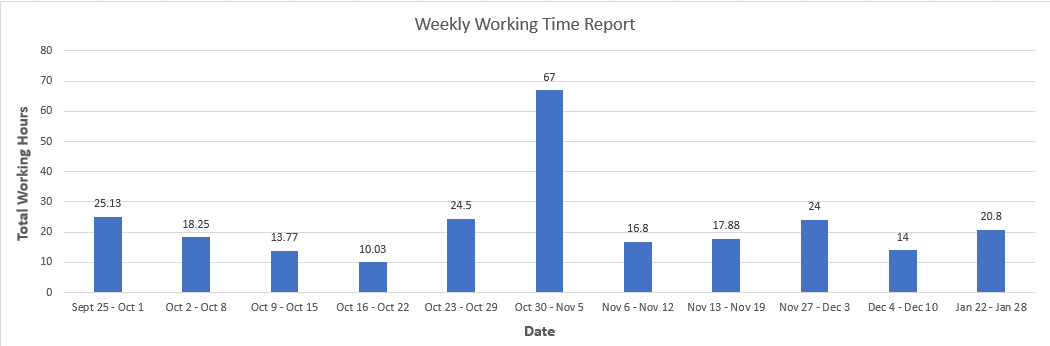 Weekly Working Time Report
Total Working Hours
80
70
60
50
40
30
20
10
0
25.13
18.25
13.77
10.03
24.5
67
16.8
17.88
24
14
20.8
Sept 25 - Oct 1
Oct 2 - Oct 8
Oct 9 - Oct 15
Oct 16 - Oct 22
Oct 23 - Oct 29
Oct 30 - Nov 5
Nov 6 - Nov 12
Nov 13 - Nov 19
Nov 27 - Dec 3
Dec 4 - Dec 10
Jan 22 - Jan 28
Date